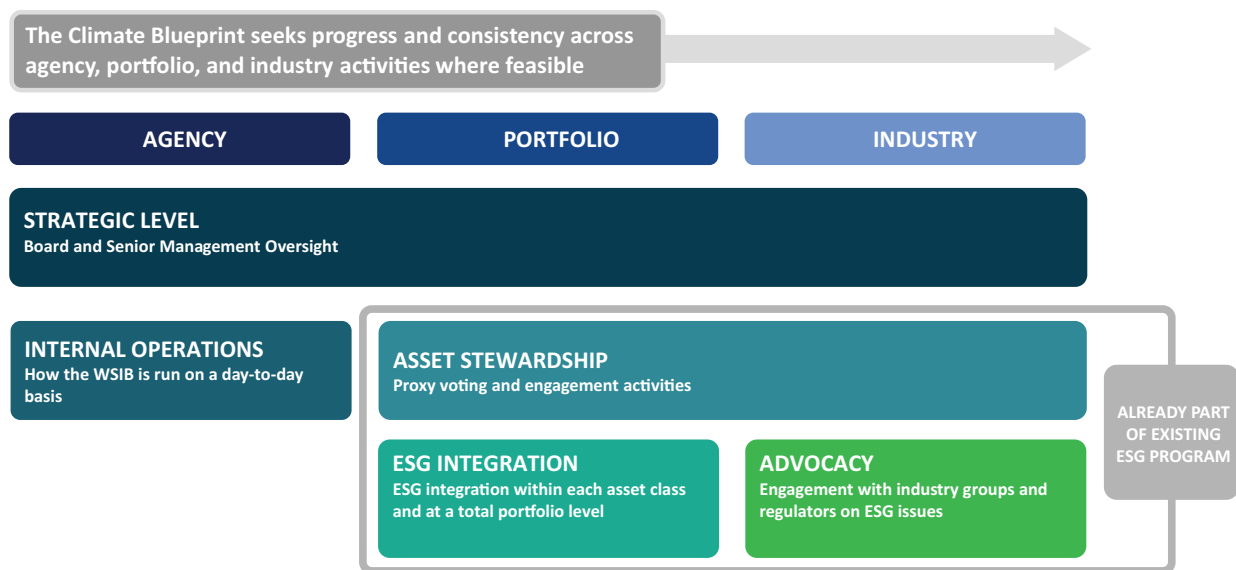 The Climate Blueprint seeks progress and consistency across
agency, portfolio, and industry activities where feasible
AGENCY
PORTFOLIO
INDUSTRY
STRATEGIC LEVEL
Board and Senior Management Oversight
INTERNAL OPERATIONS
How the WSIB is run on a day-to-day
basis
ASSET STEWARDSHIP
Proxy voting and engagement activities
ALREADY PART
OF EXISTING
ESG PROGRAM
ESG INTEGRATION
ESG integration within each asset class
and at a total portfolio level
ADVOCACY
Engagement with industry groups and
regulators on ESG issues